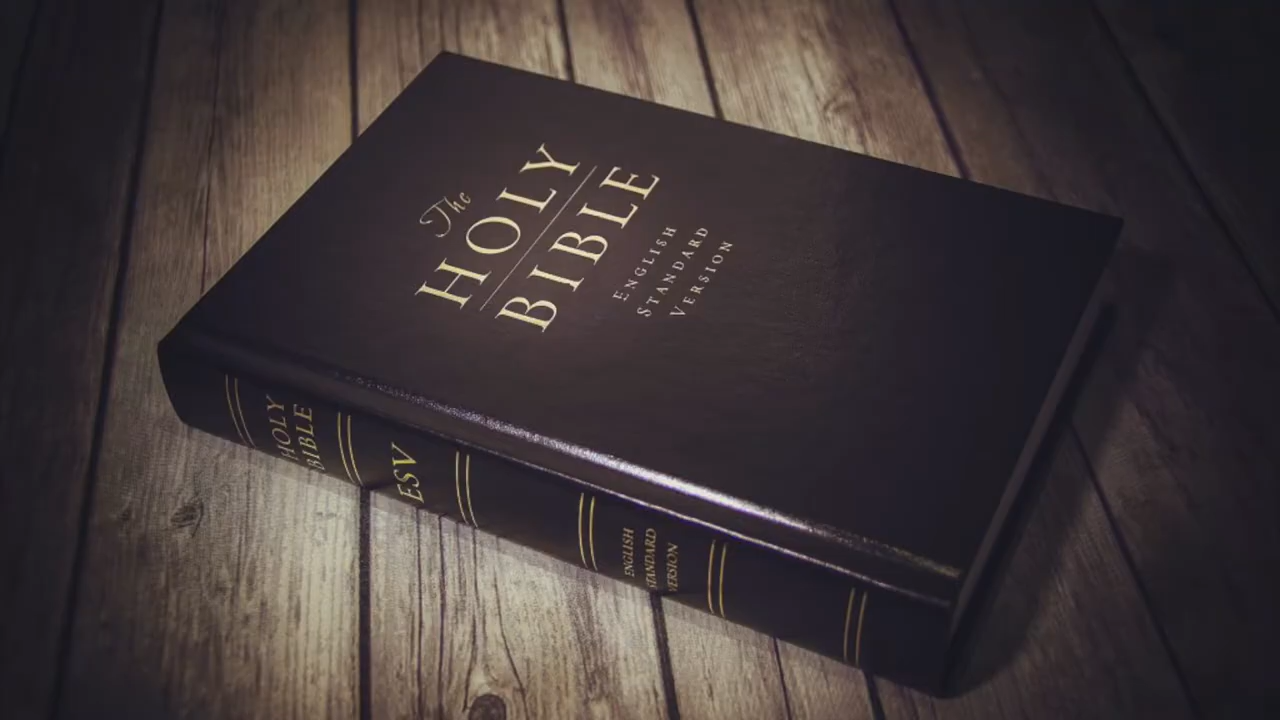 The
HOLY
BIBLE
ENGLISH
STANDARD
VERSION
HOLY
BIBLE
ESV
ENGLISH
STANDARD
VERSION